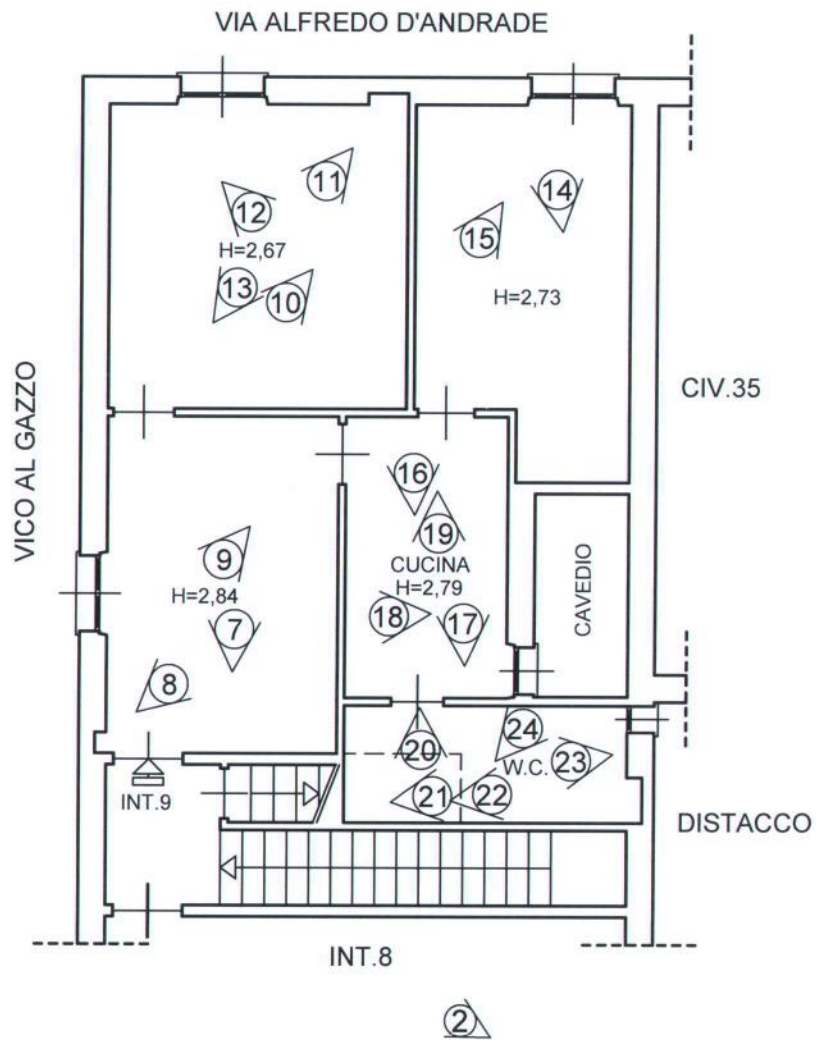 VIA ALFREDO D'ANDRADE
11
12
H=2,67
13
10
14
15
H=2,73
VICO AL GAZZO
CIV.35
16
19
CUCINA
H=2,79
18
17
9
H=2,84
7
8
CAVEDIO
INT.9
20
24
W.C.
23
21
22
DISTACCO
INT.8
2